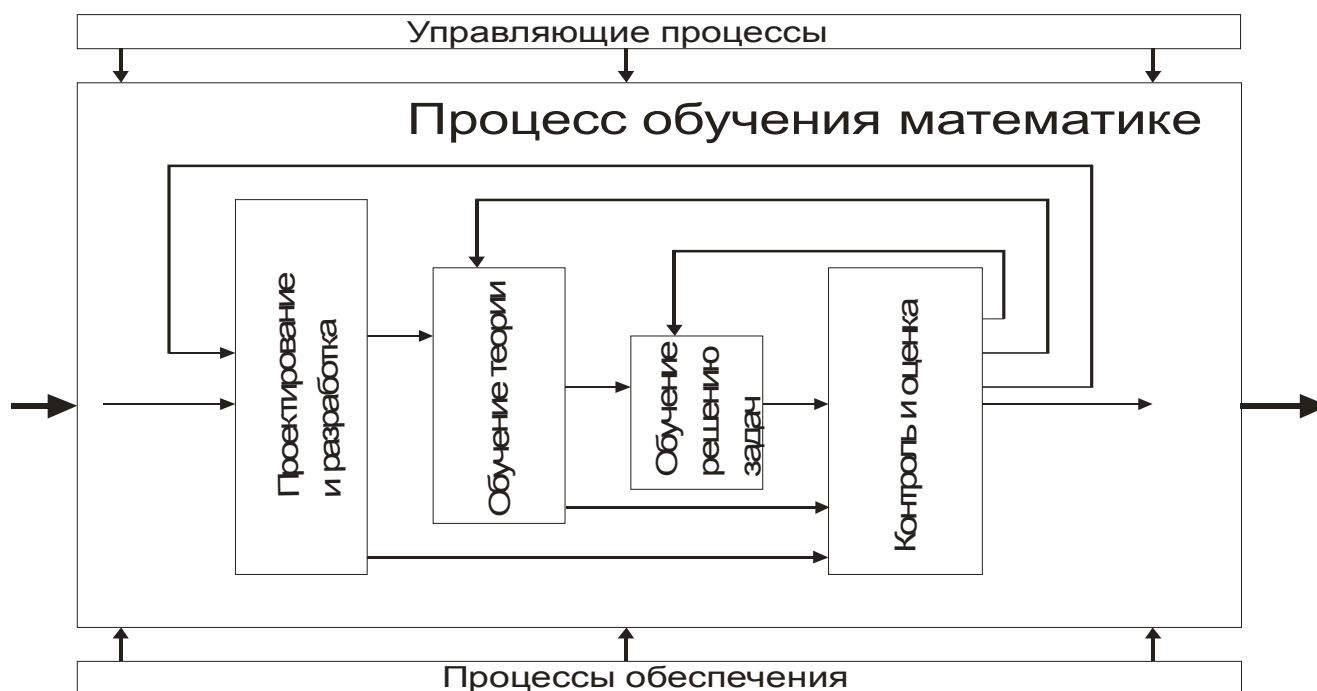 Управляющие процессы
Процесс обучения математике
Проектирование
и разработка
Обучение теории
Обучение
решению
задач
Контроль и оценка
Процессы обеспечения